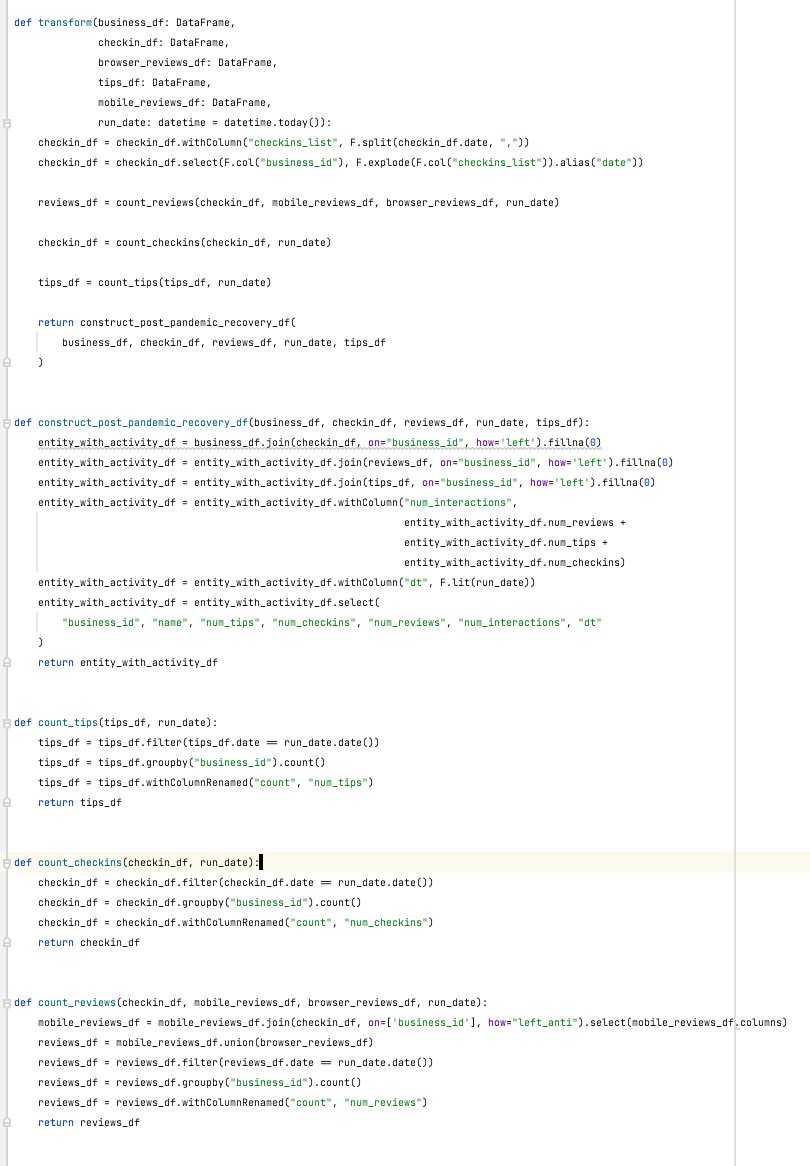 def transform(business_df: DataFrame,
              checkin_df: DataFrame,
              browser_reviews_df: DataFrame,
              tips_df: DataFrame,
              mobile_reviews_df: DataFrame,
              run_date: datetime = datetime.today()):
    checkin_df = checkin_df.withColumn("checkins_list", F.split(checkin_df.date, ","))
    checkin_df = checkin_df.select(F.col("business_id"), F.explode(F.col("checkins_list")).alias("date"))

    reviews_df = count_reviews(checkin_df, mobile_reviews_df, browser_reviews_df, run_date)

    checkin_df = count_checkins(checkin_df, run_date)

    tips_df = count_tips(tips_df, run_date)

    return construct_post_pandemic_recovery_df(
        business_df, checkin_df, reviews_df, run_date, tips_df
    )


def construct_post_pandemic_recovery_df(business_df, checkin_df, reviews_df, run_date, tips_df):
    entity_with_activity_df = business_df.join(checkin_df, on="business_id", how='left').fillna(0)
    entity_with_activity_df = entity_with_activity_df.join(reviews_df, on="business_id", how='left').fillna(0)
    entity_with_activity_df = entity_with_activity_df.join(tips_df, on="business_id", how='left').fillna(0)
    entity_with_activity_df = entity_with_activity_df.withColumn("num_interactions",
                                                                 entity_with_activity_df.num_reviews +
                                                                 entity_with_activity_df.num_tips +
                                                                 entity_with_activity_df.num_checkins)
    entity_with_activity_df = entity_with_activity_df.withColumn("dt", F.lit(run_date))
    entity_with_activity_df = entity_with_activity_df.select(
        "business_id", "name", "num_tips", "num_checkins", "num_reviews", "num_interactions", "dt"
    )
    return entity_with_activity_df


def count_tips(tips_df, run_date):
    tips_df = tips_df.filter(tips_df.date == run_date.date())
    tips_df = tips_df.groupby("business_id").count()
    tips_df = tips_df.withColumnRenamed("count", "num_tips")
    return tips_df


def count_checkins(checkin_df, run_date):
    checkin_df = checkin_df.filter(checkin_df.date == run_date.date())
    checkin_df = checkin_df.groupby("business_id").count()
    checkin_df = checkin_df.withColumnRenamed("count", "num_checkins")
    return checkin_df


def count_reviews(checkin_df, mobile_reviews_df, browser_reviews_df, run_date):
    mobile_reviews_df = mobile_reviews_df.join(checkin_df, on=['business_id'], how="left_anti").select(mobile_reviews_df.columns)
    reviews_df = mobile_reviews_df.union(browser_reviews_df)
    reviews_df = reviews_df.filter(reviews_df.date == run_date.date())
    reviews_df = reviews_df.groupby("business_id").count()
    reviews_df = reviews_df.withColumnRenamed("count", "num_reviews")
    return reviews_df